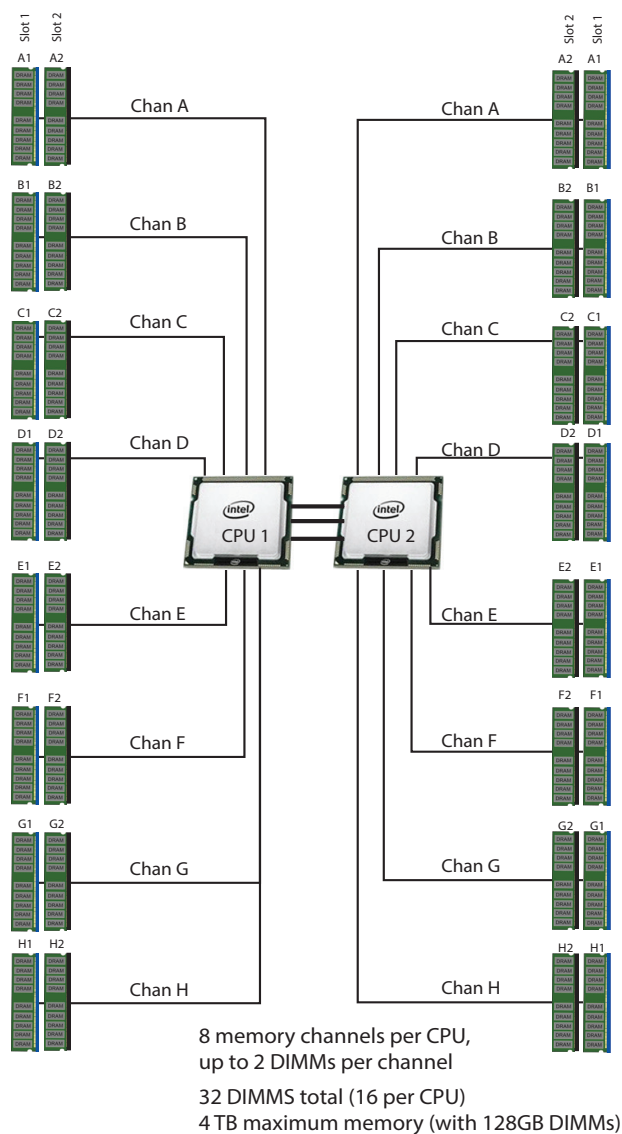 Slot 1 Slot 2 Slot 2 Slot 1
A1 A2 A2 A1
Chan A Chan A
B1 B2 B2 B1
Chan B Chan B
C1 C2 C2 C1
Chan C Chan C
D1 D2 D2 D1
Chan D Chan D
intel intel
CPU 1 CPU 2
E1 E2 E2 E1
Chan E Chan E
F1 F2 F2 F1
Chan F Chan F
G1 G2 G2 G1
Chan G Chan G
H1 H2 H2 H1
Chan H Chan H
8 memory channels per CPU,
up to 2 DIMMs per channel
32 DIMMS total (16 per CPU)
4 TB maximum memory (with 128GB DIMMs)